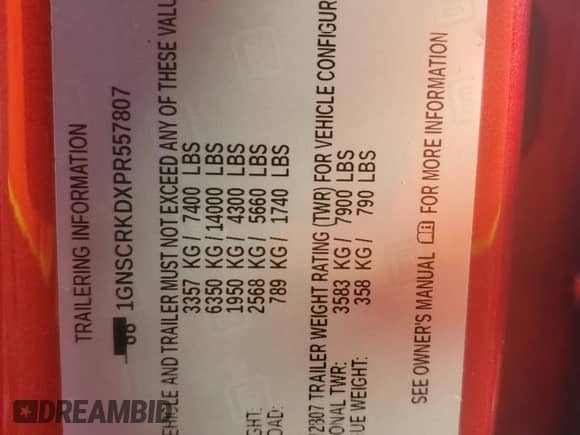 TRAILERING INFORMATION
1GNSCRKDXPR557807
EHICLE AND TRAILER MUST NOT EXCEED ANY OF THESE VALU
3357 KG / 7400 LBS
6350 KG / 14000 LBS
1950 KG / 4300 LBS
GHT: 2568 KG / 5660 LBS
OAD: 789 KG / 1740 LBS
2807 TRAILER WEIGHT RATING (TWR) FOR VEHICLE CONFIGUR
ONAL TWR: 3583 KG / 7900 LBS
UE WEIGHT: 358 KG / 790 LBS
SEE OWNER'S MANUAL FOR MORE INFORMATION
DREAMBID